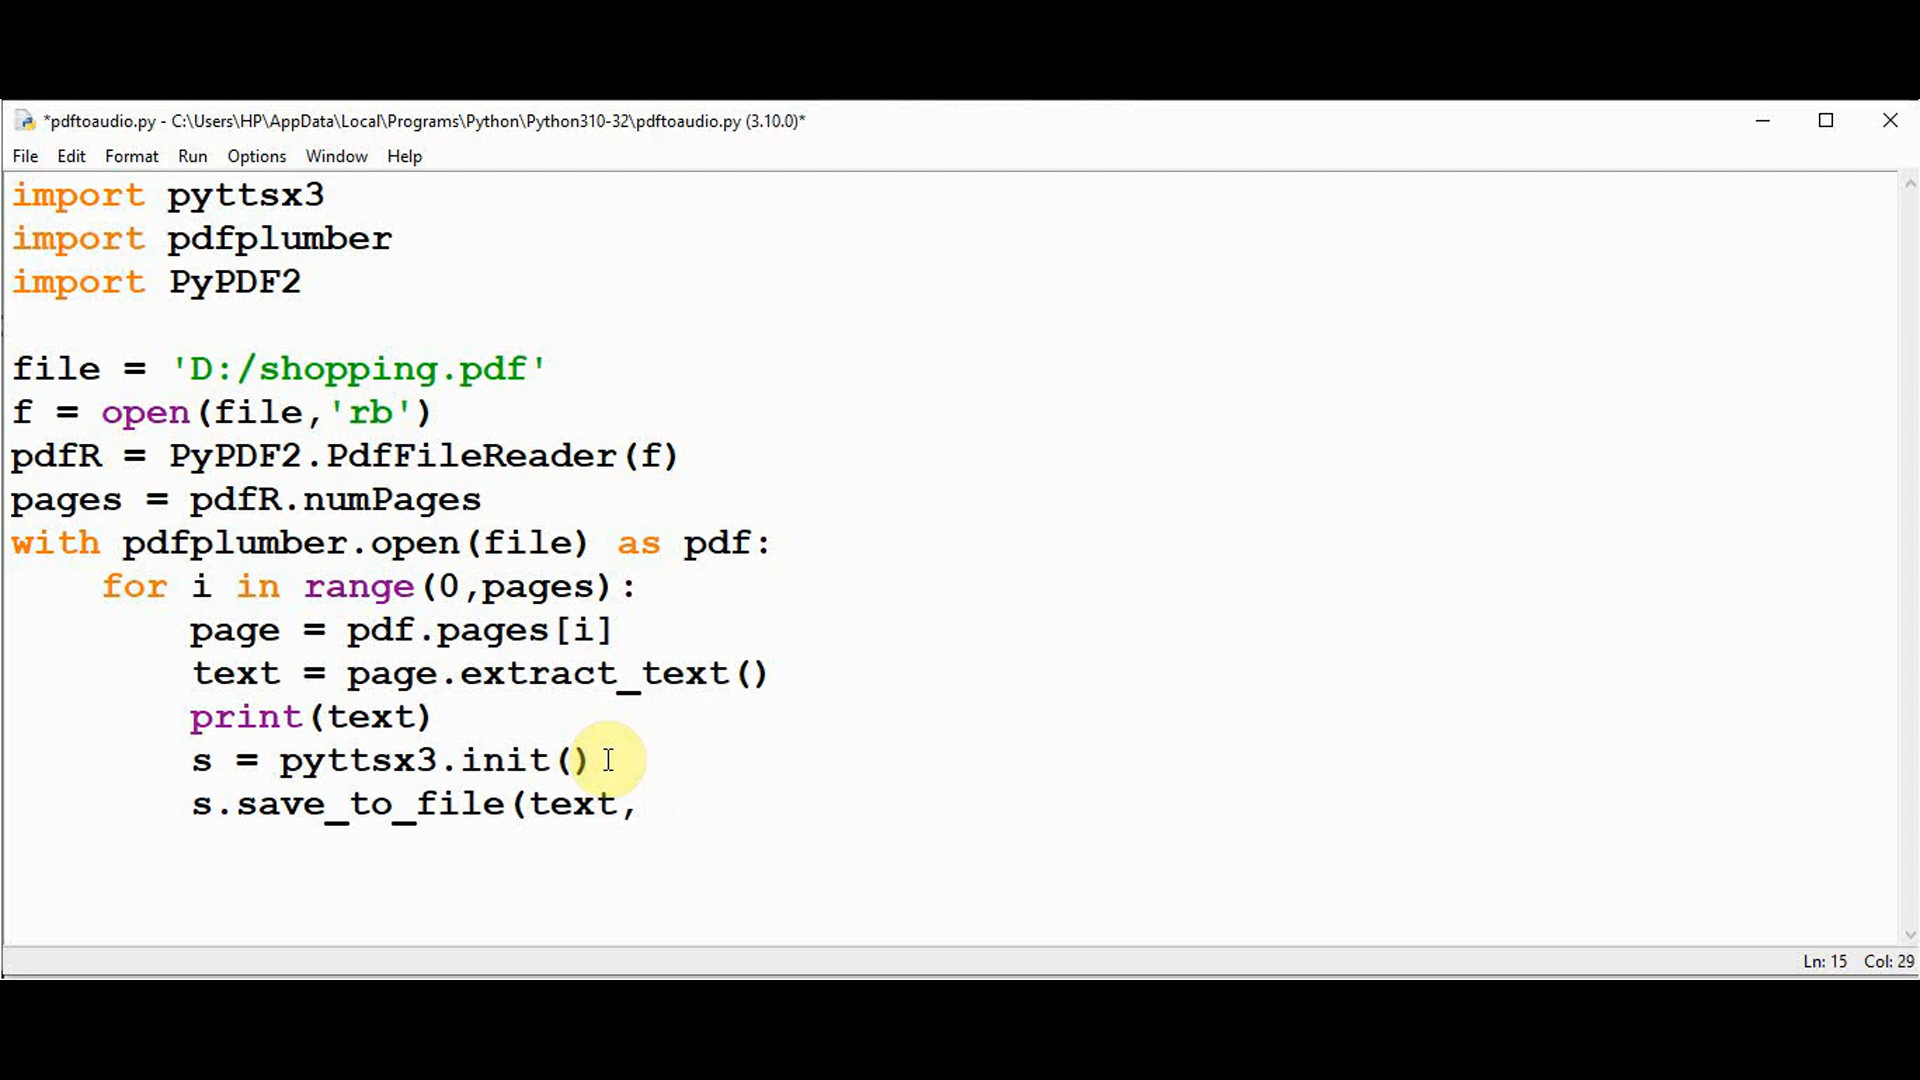 *pdftoaudio.py - C:\Users\HP\AppData\Local\Programs\Python\Python310-32\pdftoaudio.py (3.10.0)*
File Edit Format Run Options Window Help
import pyttsx3
import pdfplumber
import PyPDF2
file = 'D:/shopping.pdf'
f = open(file,'rb')
pdfR = PyPDF2.PdfFileReader(f)
pages = pdfR.numPages
with pdfplumber.open(file) as pdf:
    for i in range(0,pages):
        page = pdf.pages[i]
        text = page.extract_text()
        print(text)
        s = pyttsx3.init()
        s.save_to_file(text,
Ln: 15 Col: 29